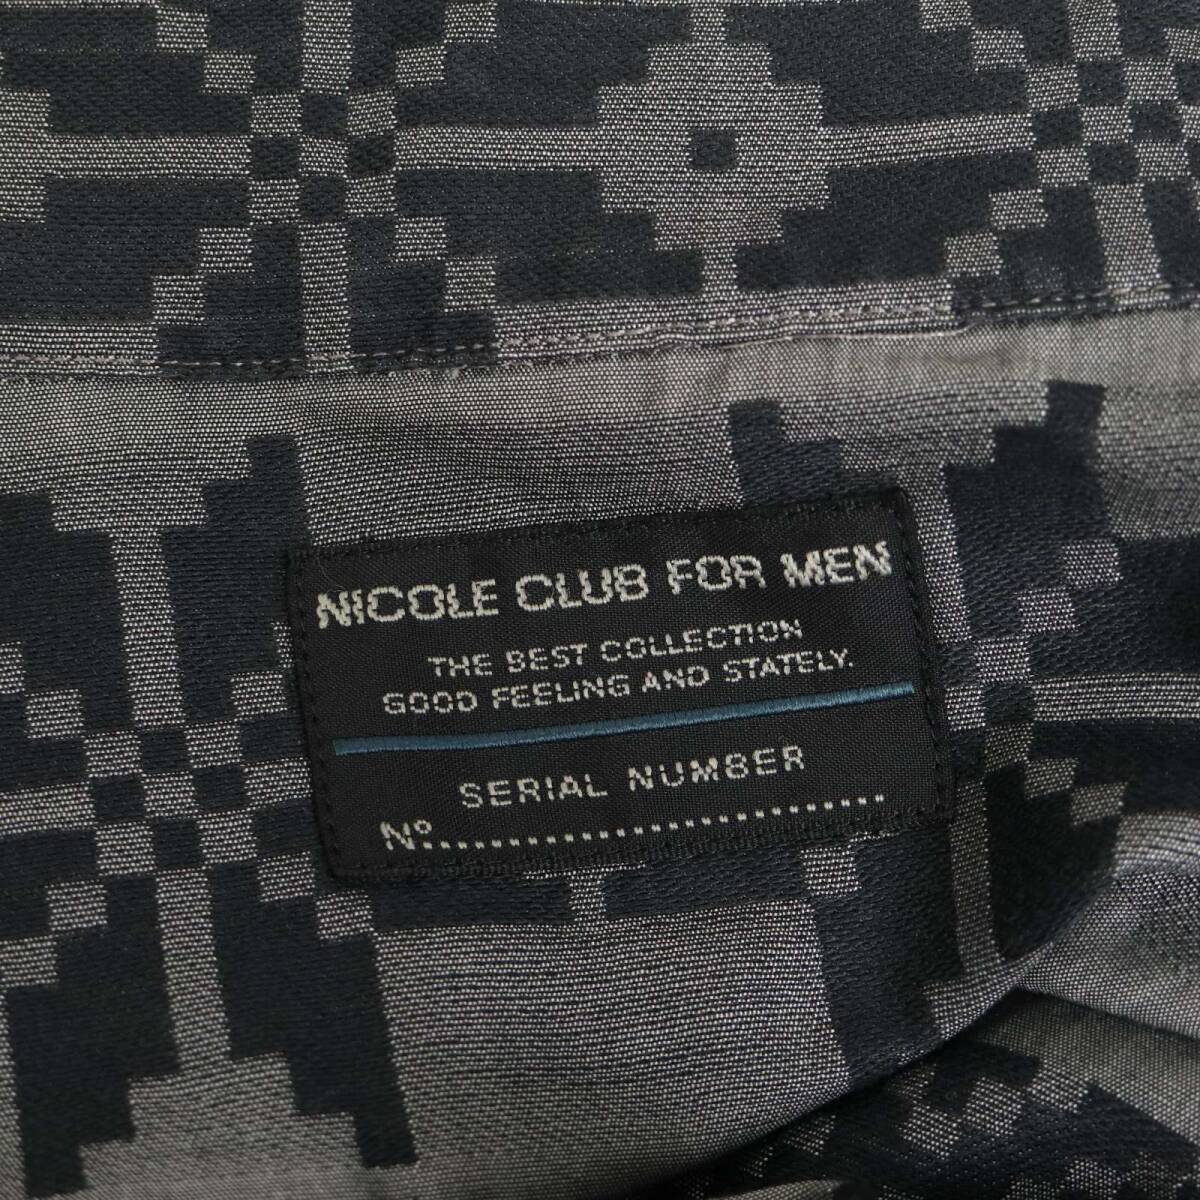 NICOLE CLUB FOR MEN
THE BEST COLLECTION
GOOD FEELING AND STATELY.
SERIAL NUMBER
Nº..........................